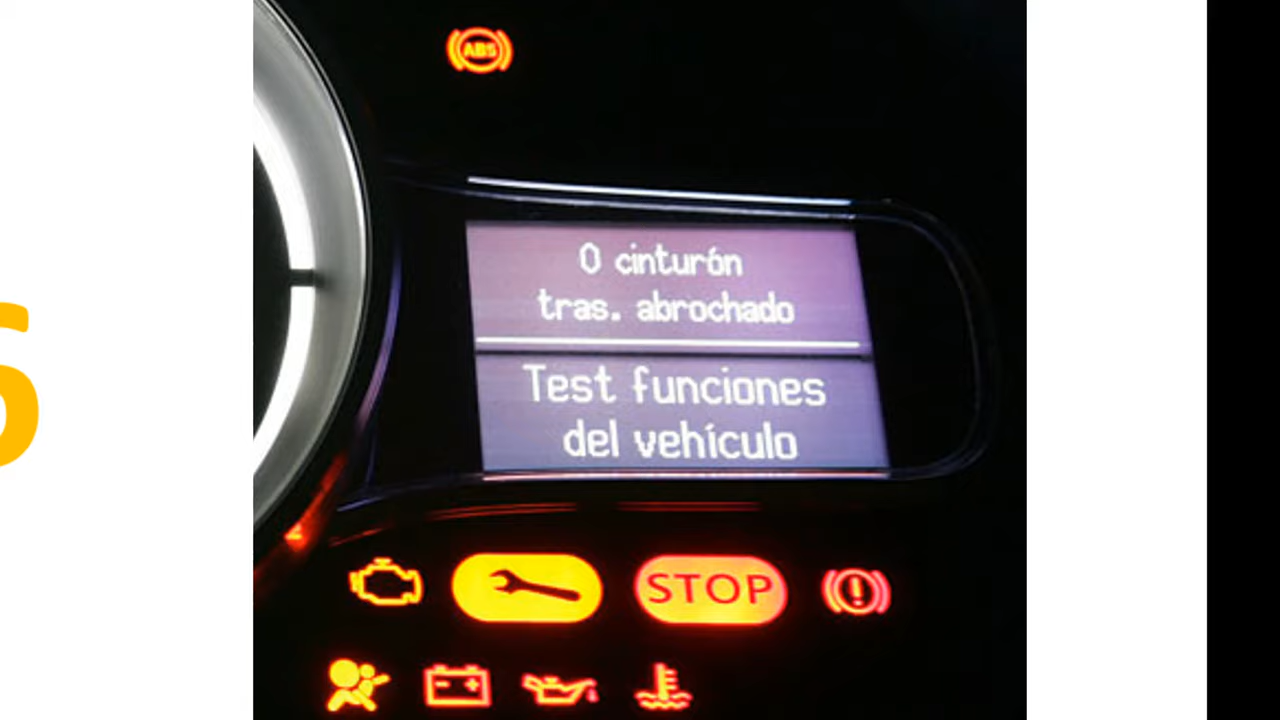 ABS
0 cinturón
tras. abrochado
Test funciones
del vehículo
STOP